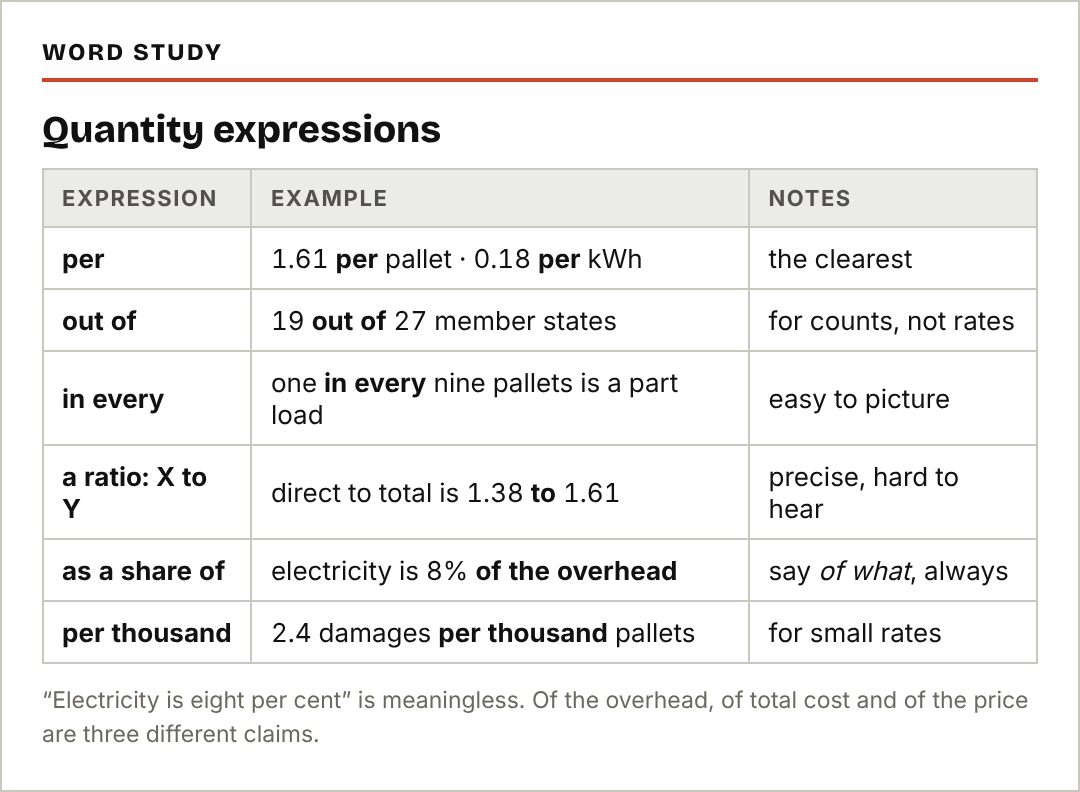 WORD STUDY
Quantity expressions
EXPRESSION EXAMPLE NOTES
per 1.61 per pallet · 0.18 per kWh the clearest
out of 19 out of 27 member states for counts, not rates
in every one in every nine pallets is a part
load easy to picture
a ratio: X to
Y direct to total is 1.38 to 1.61 precise, hard to
hear
as a share of electricity is 8% of the overhead say of what, always
per thousand 2.4 damages per thousand pallets for small rates
“Electricity is eight per cent” is meaningless. Of the overhead, of total cost and of the price
are three different claims.